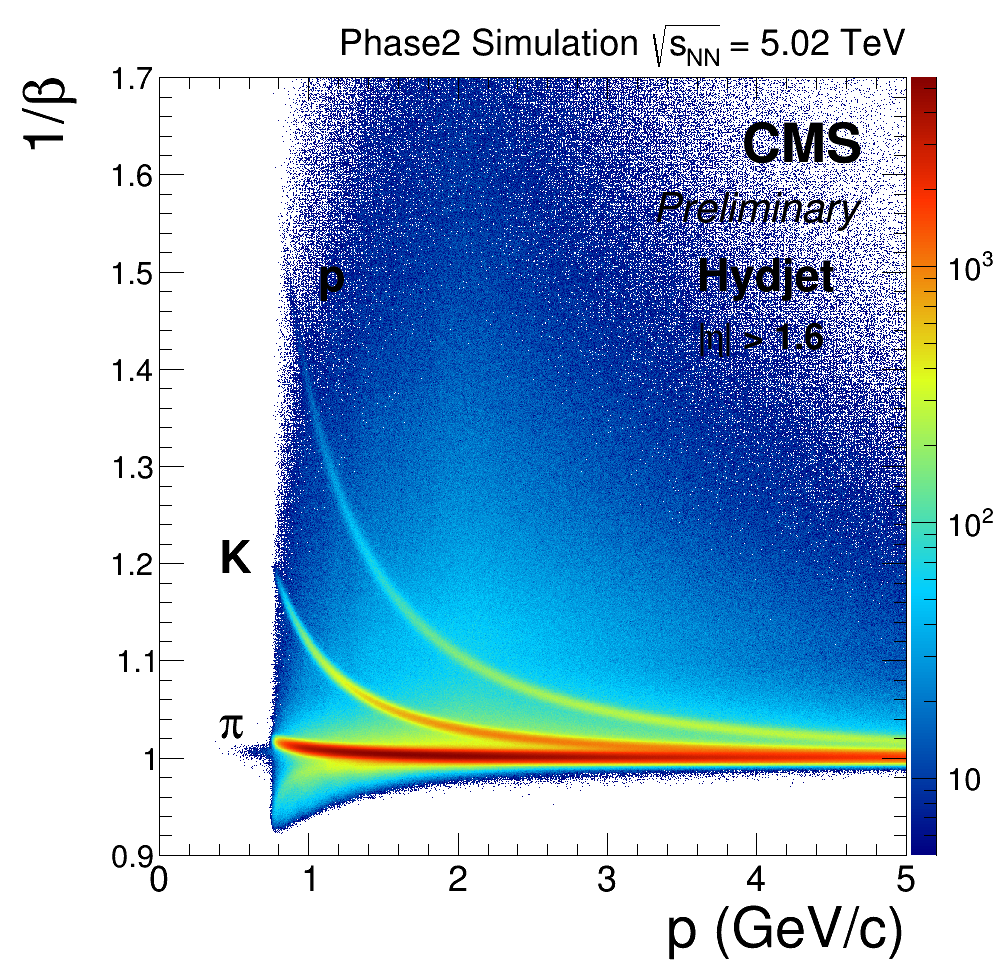 Phase2 Simulation √sNN = 5.02 TeV
1/β
1.7
1.6
1.5
1.4
1.3
1.2
1.1
1
0.9
CMS
Preliminary
Hydjet
|η| > 1.6
p
K
π
10³
10²
10
0 1 2 3 4 5
p (GeV/c)